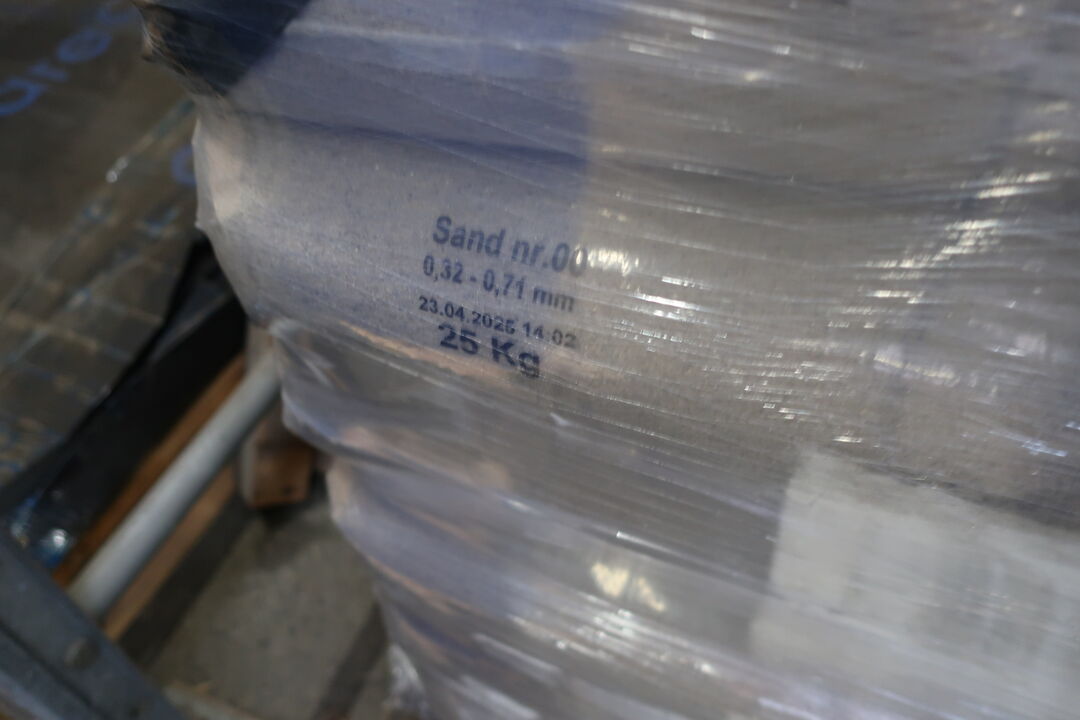 Sand nr.00
0,32 - 0,71 mm
23.04.2025 14:02
25 Kg